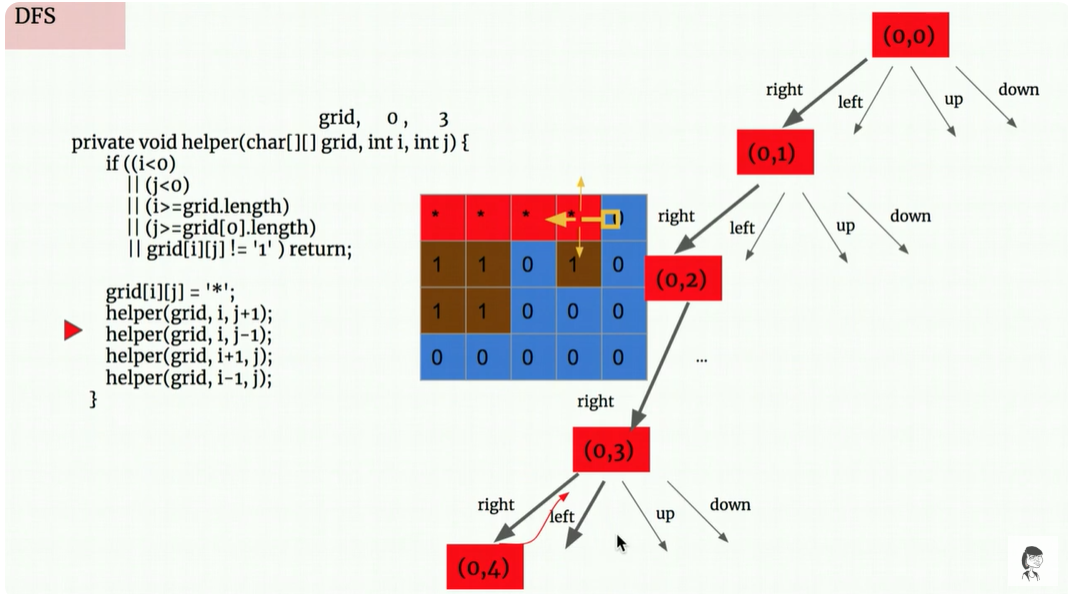 DFS
grid, 0, 3
private void helper(char[][] grid, int i, int j) {
if ((i<0)
|| (j<0)
|| (i>=grid.length)
|| (j>=grid[0].length)
|| grid[i][j] != '1' ) return;
grid[i][j] = '*';
helper(grid, i, j+1);
helper(grid, i, j-1);
helper(grid, i+1, j);
helper(grid, i-1, j);
}
* * * * 0
1 1 0 1 0
1 1 0 0 0
0 0 0 0 0
(0,0)
right left up down
(0,1)
right left up down
(0,2)
...
right
(0,3)
right left up down
(0,4)